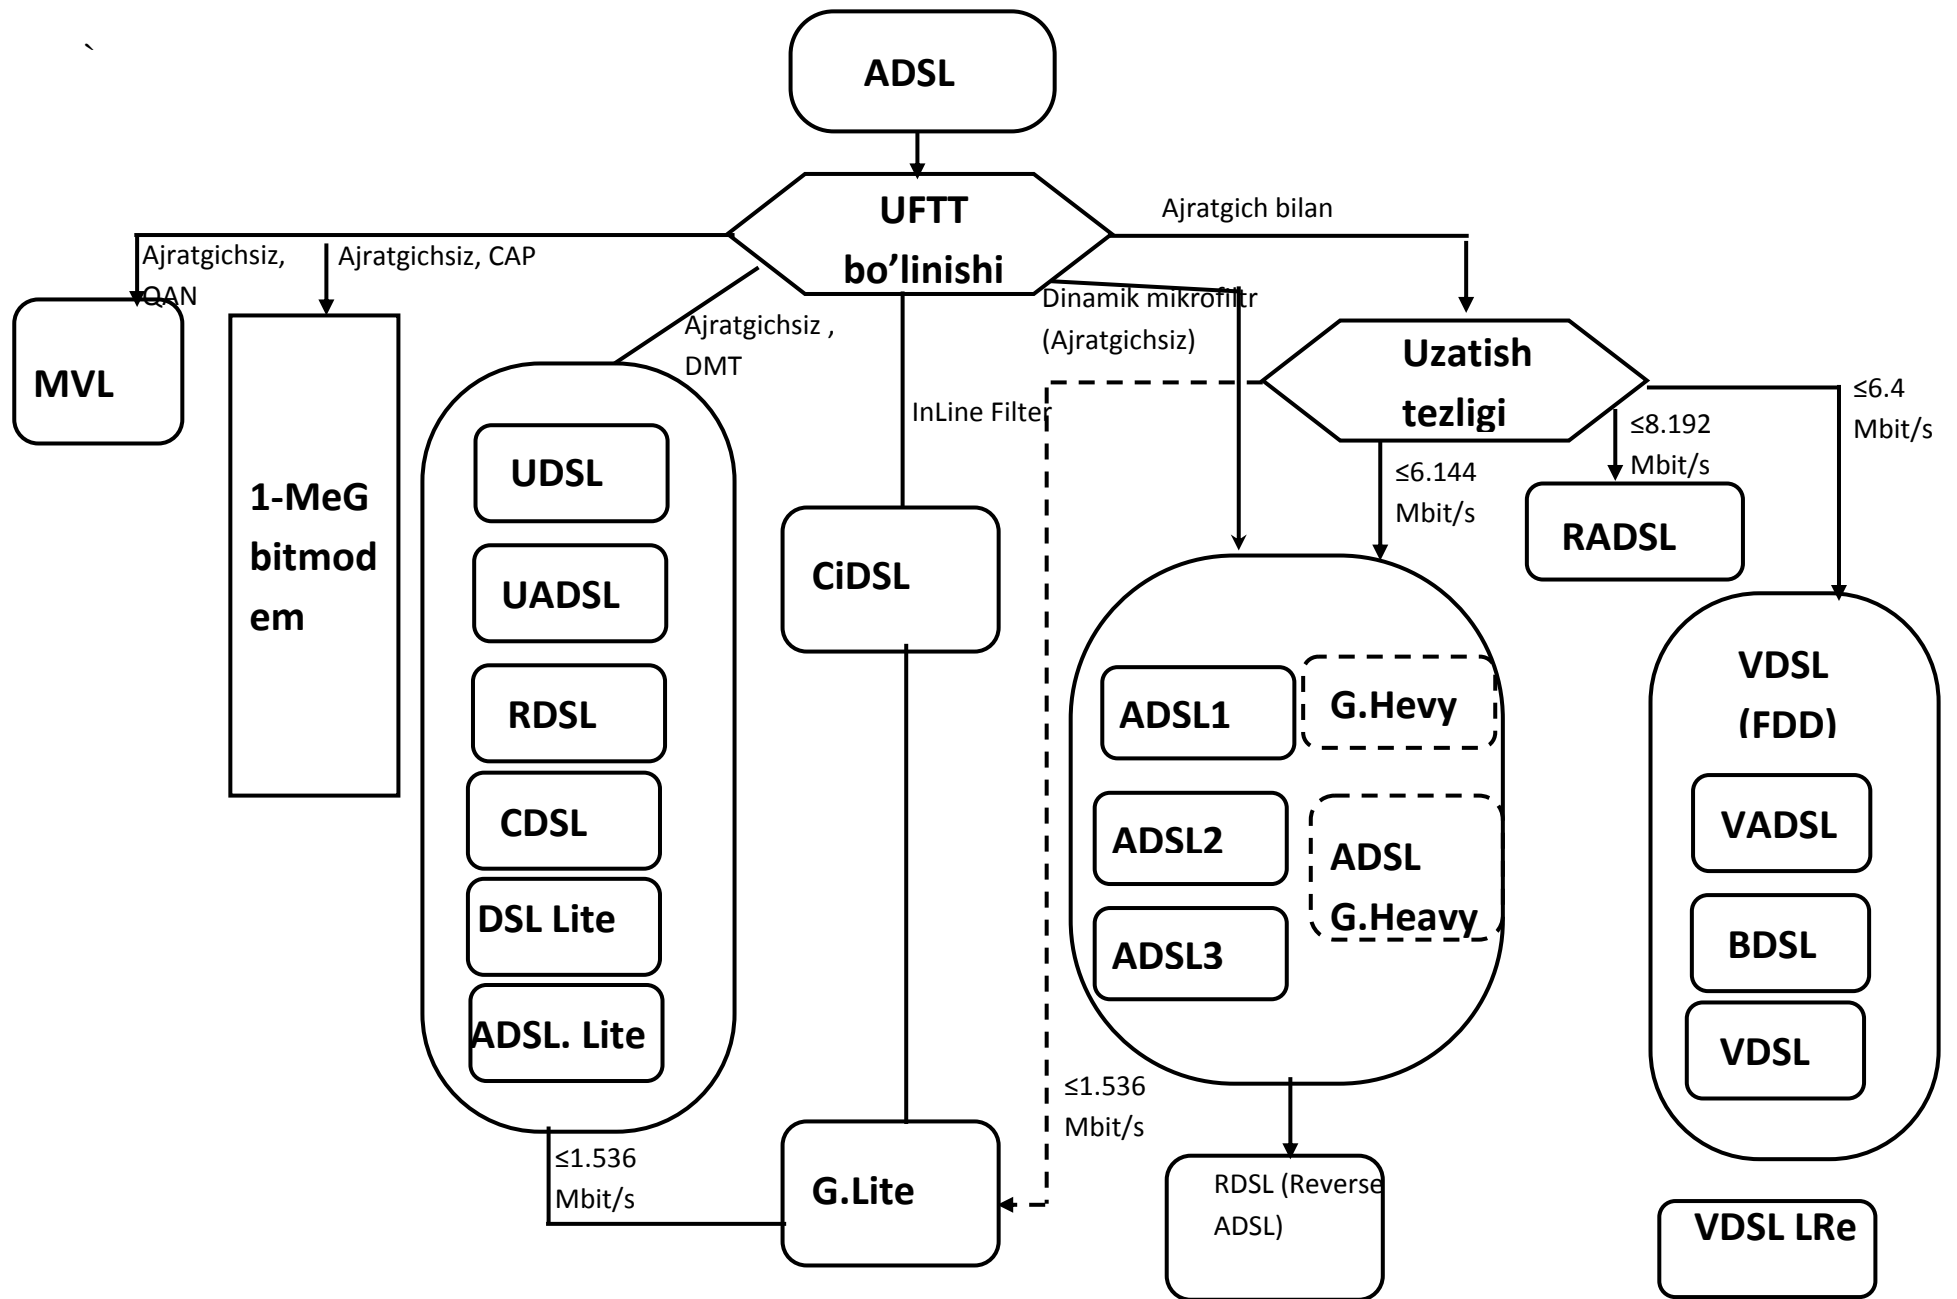 `
ADSL
UFTT
bo’linishi
Ajratgich bilan
Ajratgichsiz,
QAN
Ajratgichsiz, CAP
Ajratgichsiz ,
DMT
Dinamik mikrofiltr
(Ajratgichsiz)
InLine Filter
MVL
1-MeG
bitmod
em
Uzatish
tezligi
≤6.4
Mbit/s
≤8.192
Mbit/s
≤6.144
Mbit/s
UDSL
UADSL
RDSL
CDSL
DSL Lite
ADSL. Lite
CiDSL
RADSL
ADSL1
G.Hevy
ADSL2
ADSL
G.Heavy
ADSL3
VDSL
(FDD)
VADSL
BDSL
VDSL
≤1.536
Mbit/s
≤1.536
Mbit/s
G.Lite
RDSL (Reverse
ADSL)
VDSL LRe